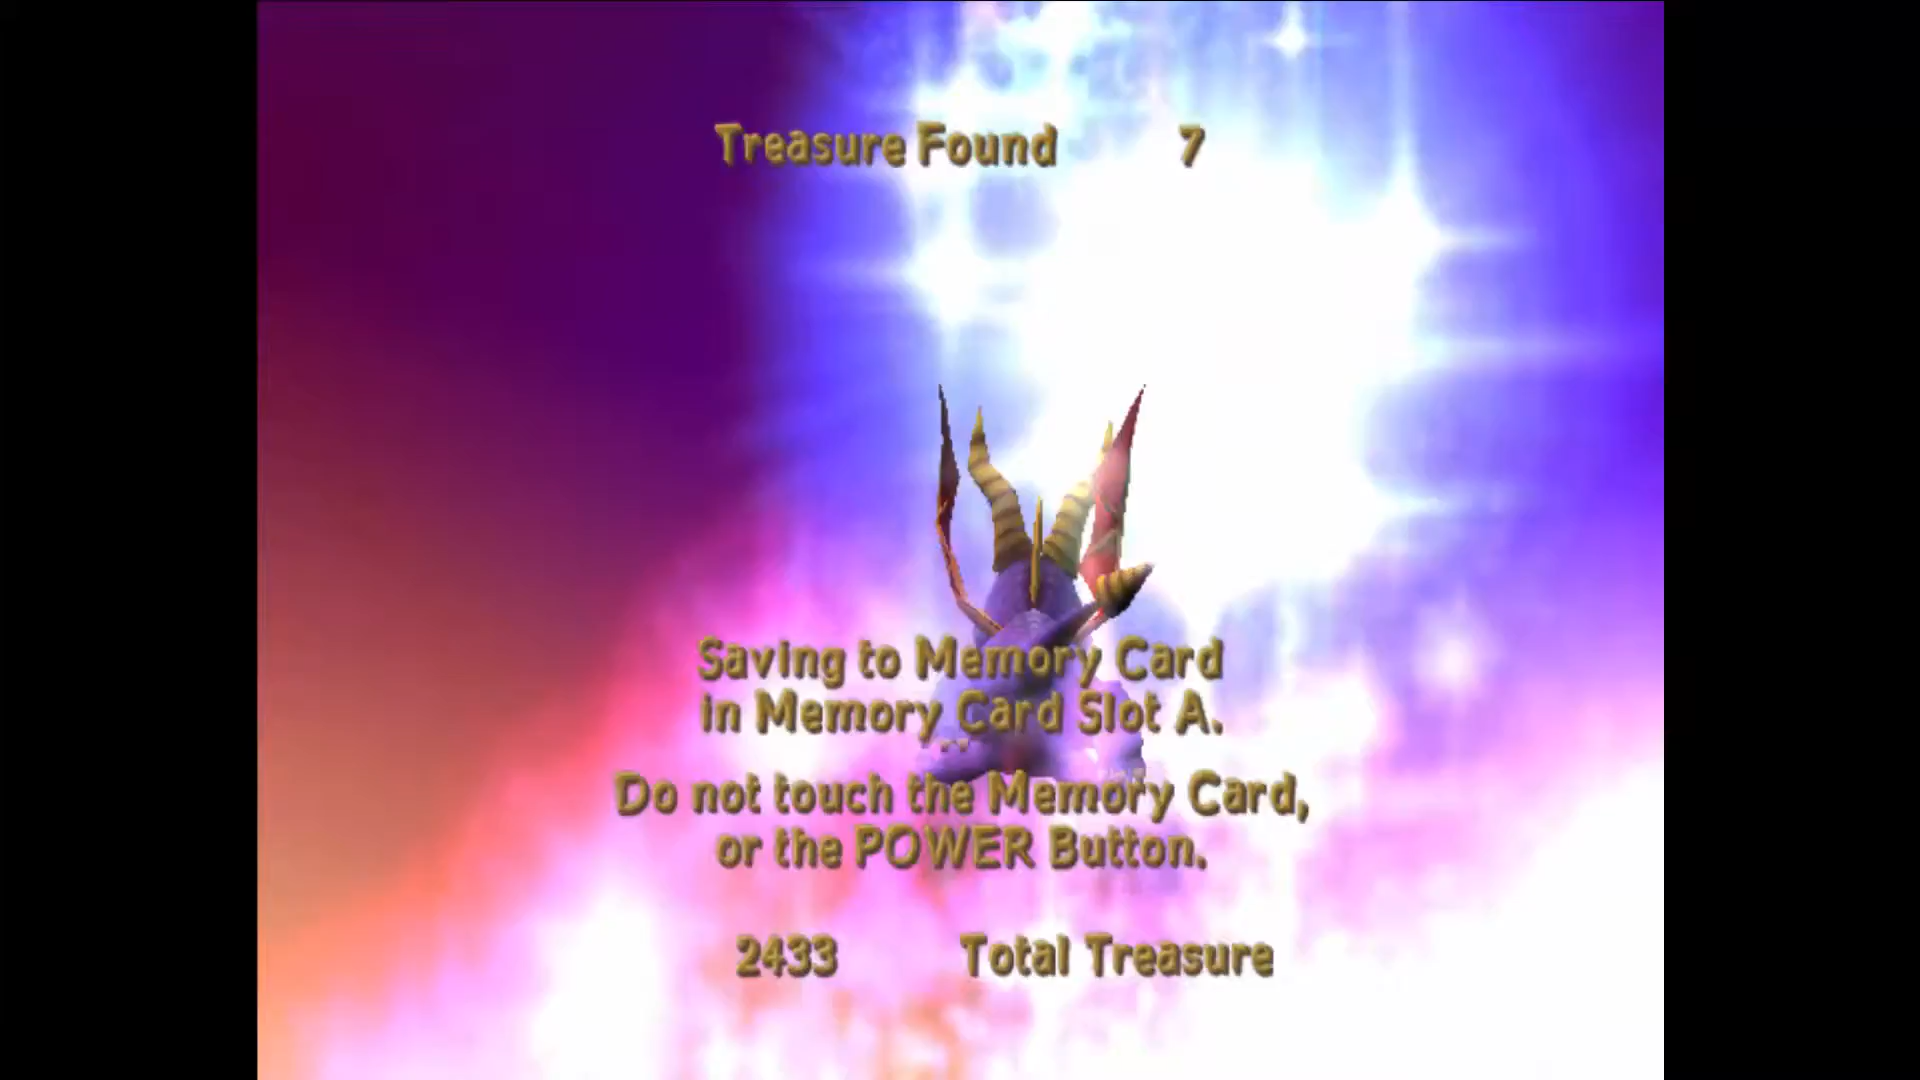 Treasure Found 7
Saving to Memory Card
in Memory Card Slot A.
Do not touch the Memory Card,
or the POWER Button.
2433 Total Treasure